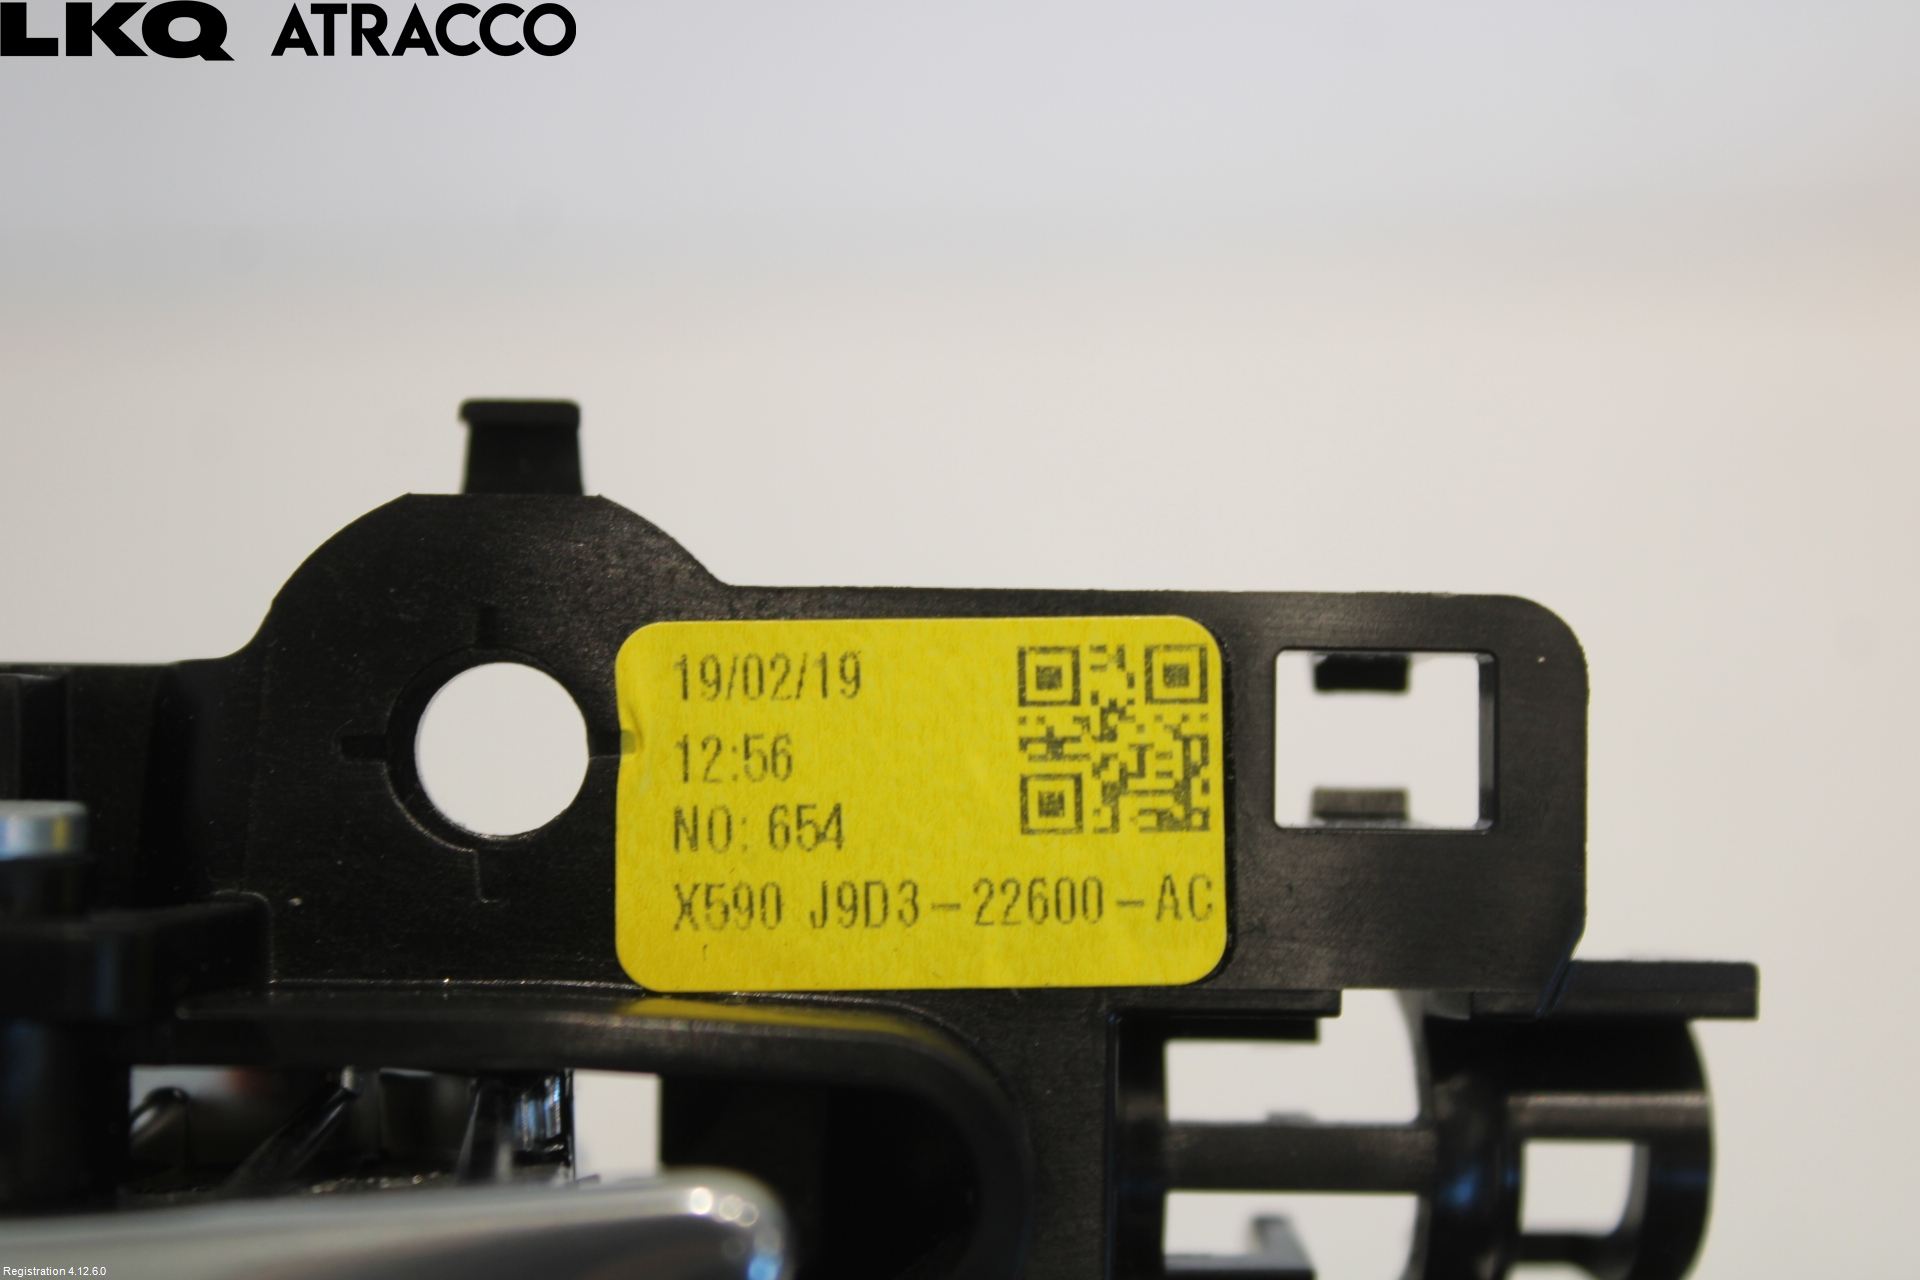 LKQ ATRACCO
19/02/19
12:56
NO: 654
X590 J9D3-22600-AC
Registration 4.12.6.0